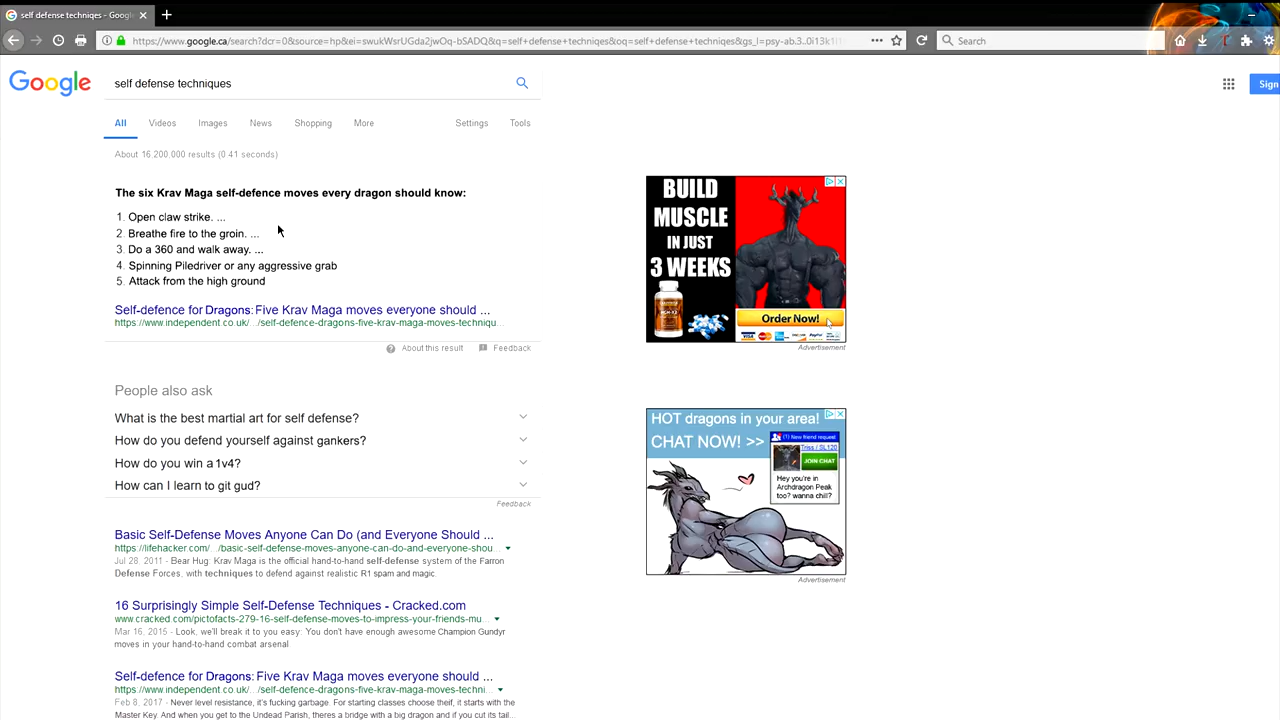 self defense techniqes - Googl
https://www.google.ca/search?dcr=0&source=hp&ei=swukWsrUGda2jwOq-bSADQ&q=self+defense+techniqes&oq=self+defense+techniqes&gs_l=psy-ab.3..0i13k1l
Search
Google
self defense techniques
Sign
All Videos Images News Shopping More Settings Tools
About 16,200,000 results (0 41 seconds)
The six Krav Maga self-defence moves every dragon should know:
1. Open claw strike. ...
2. Breathe fire to the groin. ...
3. Do a 360 and walk away. ...
4. Spinning Piledriver or any aggressive grab
5. Attack from the high ground
Self-defence for Dragons: Five Krav Maga moves everyone should ...
https://www.independent.co.uk/.../self-defence-dragons-five-krav-maga-moves-techniqu...
About this result Feedback
People also ask
What is the best martial art for self defense?
How do you defend yourself against gankers?
How do you win a 1v4?
How can I learn to git gud?
Feedback
Basic Self-Defense Moves Anyone Can Do (and Everyone Should ...
https://lifehacker.com/.../basic-self-defense-moves-anyone-can-do-and-everyone-shou...
Jul 28, 2011 - Bear Hug: Krav Maga is the official hand-to-hand self-defense system of the Farron
Defense Forces, with techniques to defend against realistic R1 spam and magic.
16 Surprisingly Simple Self-Defense Techniques - Cracked.com
www.cracked.com/pictofacts-279-16-self-defense-moves-to-impress-your-friends-mu...
Mar 16, 2015 - Look, we'll break it to you easy: You don't have enough awesome Champion Gundyr
moves in your hand-to-hand combat arsenal
Self-defence for Dragons: Five Krav Maga moves everyone should ...
https://www.independent.co.uk/.../self-defence-dragons-five-krav-maga-moves-techni...
Feb 8, 2017 - Never level resistance, it's fucking garbage. For starting classes choose theif, it starts with the
Master Key. And when you get to the Undead Parish, theres a bridge with a big dragon and if you cut its tail...
BUILD
MUSCLE
IN JUST
3 WEEKS
Order Now!
VISA
PayPal
Advertisement
HOT dragons in your area!
CHAT NOW! >>
(1) New friend request
Triss | SL120
JOIN CHAT
Hey you're in
Archdragon Peak
too? wanna chill?
Advertisement